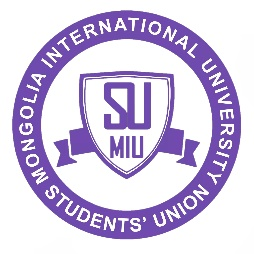 MONGOLIA INTERNATIONAL UNIVERSITY
STUDENTS' UNION
SU
MIU